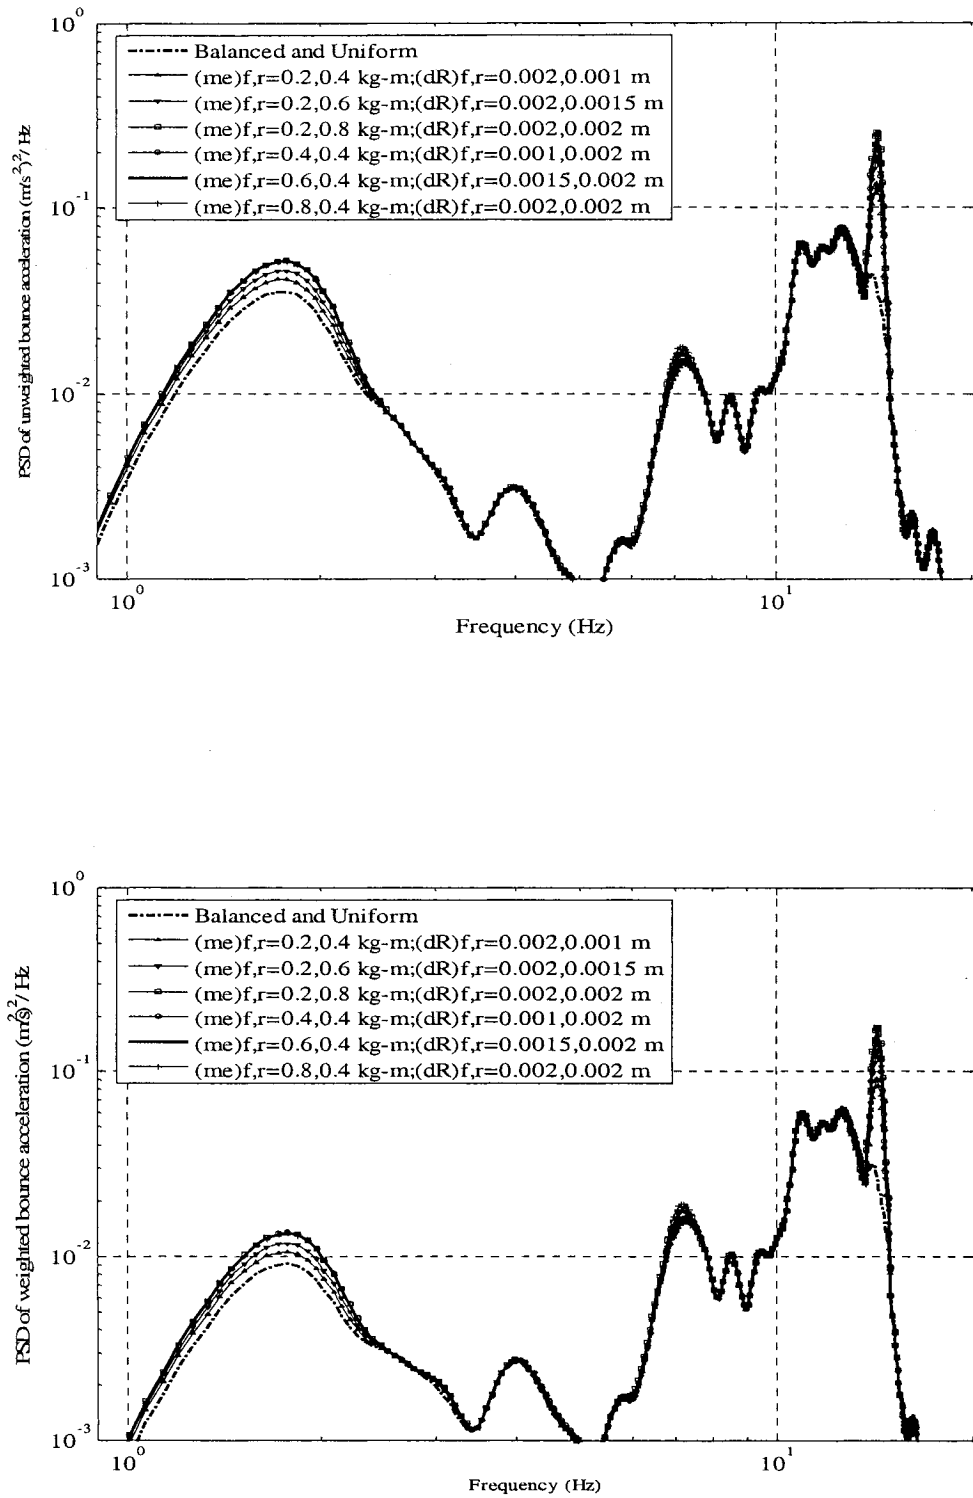 10^0
Balanced and Uniform
(me)f,r=0.2,0.4 kg-m;(dR)f,r=0.002,0.001 m
(me)f,r=0.2,0.6 kg-m;(dR)f,r=0.002,0.0015 m
(me)f,r=0.2,0.8 kg-m;(dR)f,r=0.002,0.002 m
(me)f,r=0.4,0.4 kg-m;(dR)f,r=0.001,0.002 m
(me)f,r=0.6,0.4 kg-m;(dR)f,r=0.0015,0.002 m
(me)f,r=0.8,0.4 kg-m;(dR)f,r=0.002,0.002 m
PSD of unweighted bounce acceleration (m/s^2)^2/Hz
10^-1
10^-2
10^-3
10^0 10^1
Frequency (Hz)
10^0
Balanced and Uniform
(me)f,r=0.2,0.4 kg-m;(dR)f,r=0.002,0.001 m
(me)f,r=0.2,0.6 kg-m;(dR)f,r=0.002,0.0015 m
(me)f,r=0.2,0.8 kg-m;(dR)f,r=0.002,0.002 m
(me)f,r=0.4,0.4 kg-m;(dR)f,r=0.001,0.002 m
(me)f,r=0.6,0.4 kg-m;(dR)f,r=0.0015,0.002 m
(me)f,r=0.8,0.4 kg-m;(dR)f,r=0.002,0.002 m
PSD of weighted bounce acceleration (m/s^2)^2/Hz
10^-1
10^-2
10^-3
10^0 10^1
Frequency (Hz)